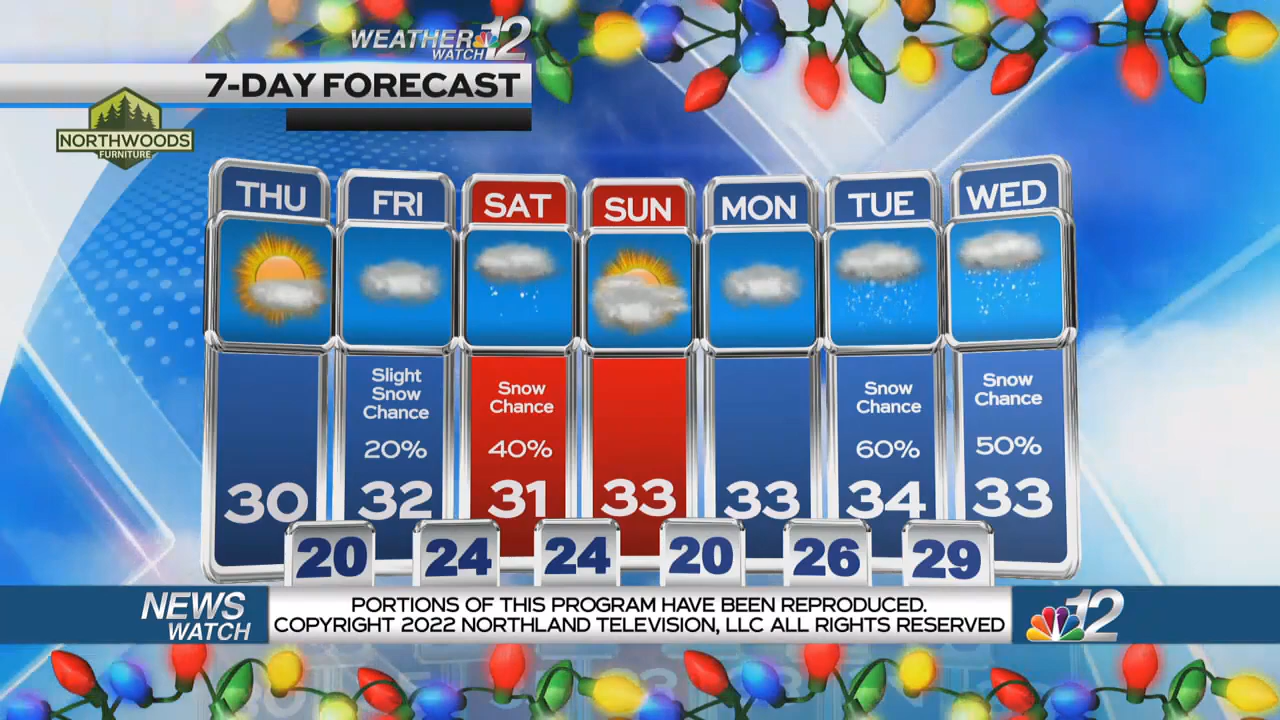 WEATHER 12
WATCH
7-DAY FORECAST
NORTHWOODS
FURNITURE
THU FRI SAT SUN MON TUE WED
Slight
Snow
Chance
20%
Snow
Chance
40%
Snow
Chance
60%
Snow
Chance
50%
30 32 31 33 33 34 33
20 24 24 20 26 29
NEWS
WATCH
PORTIONS OF THIS PROGRAM HAVE BEEN REPRODUCED.
COPYRIGHT 2022 NORTHLAND TELEVISION, LLC ALL RIGHTS RESERVED
12